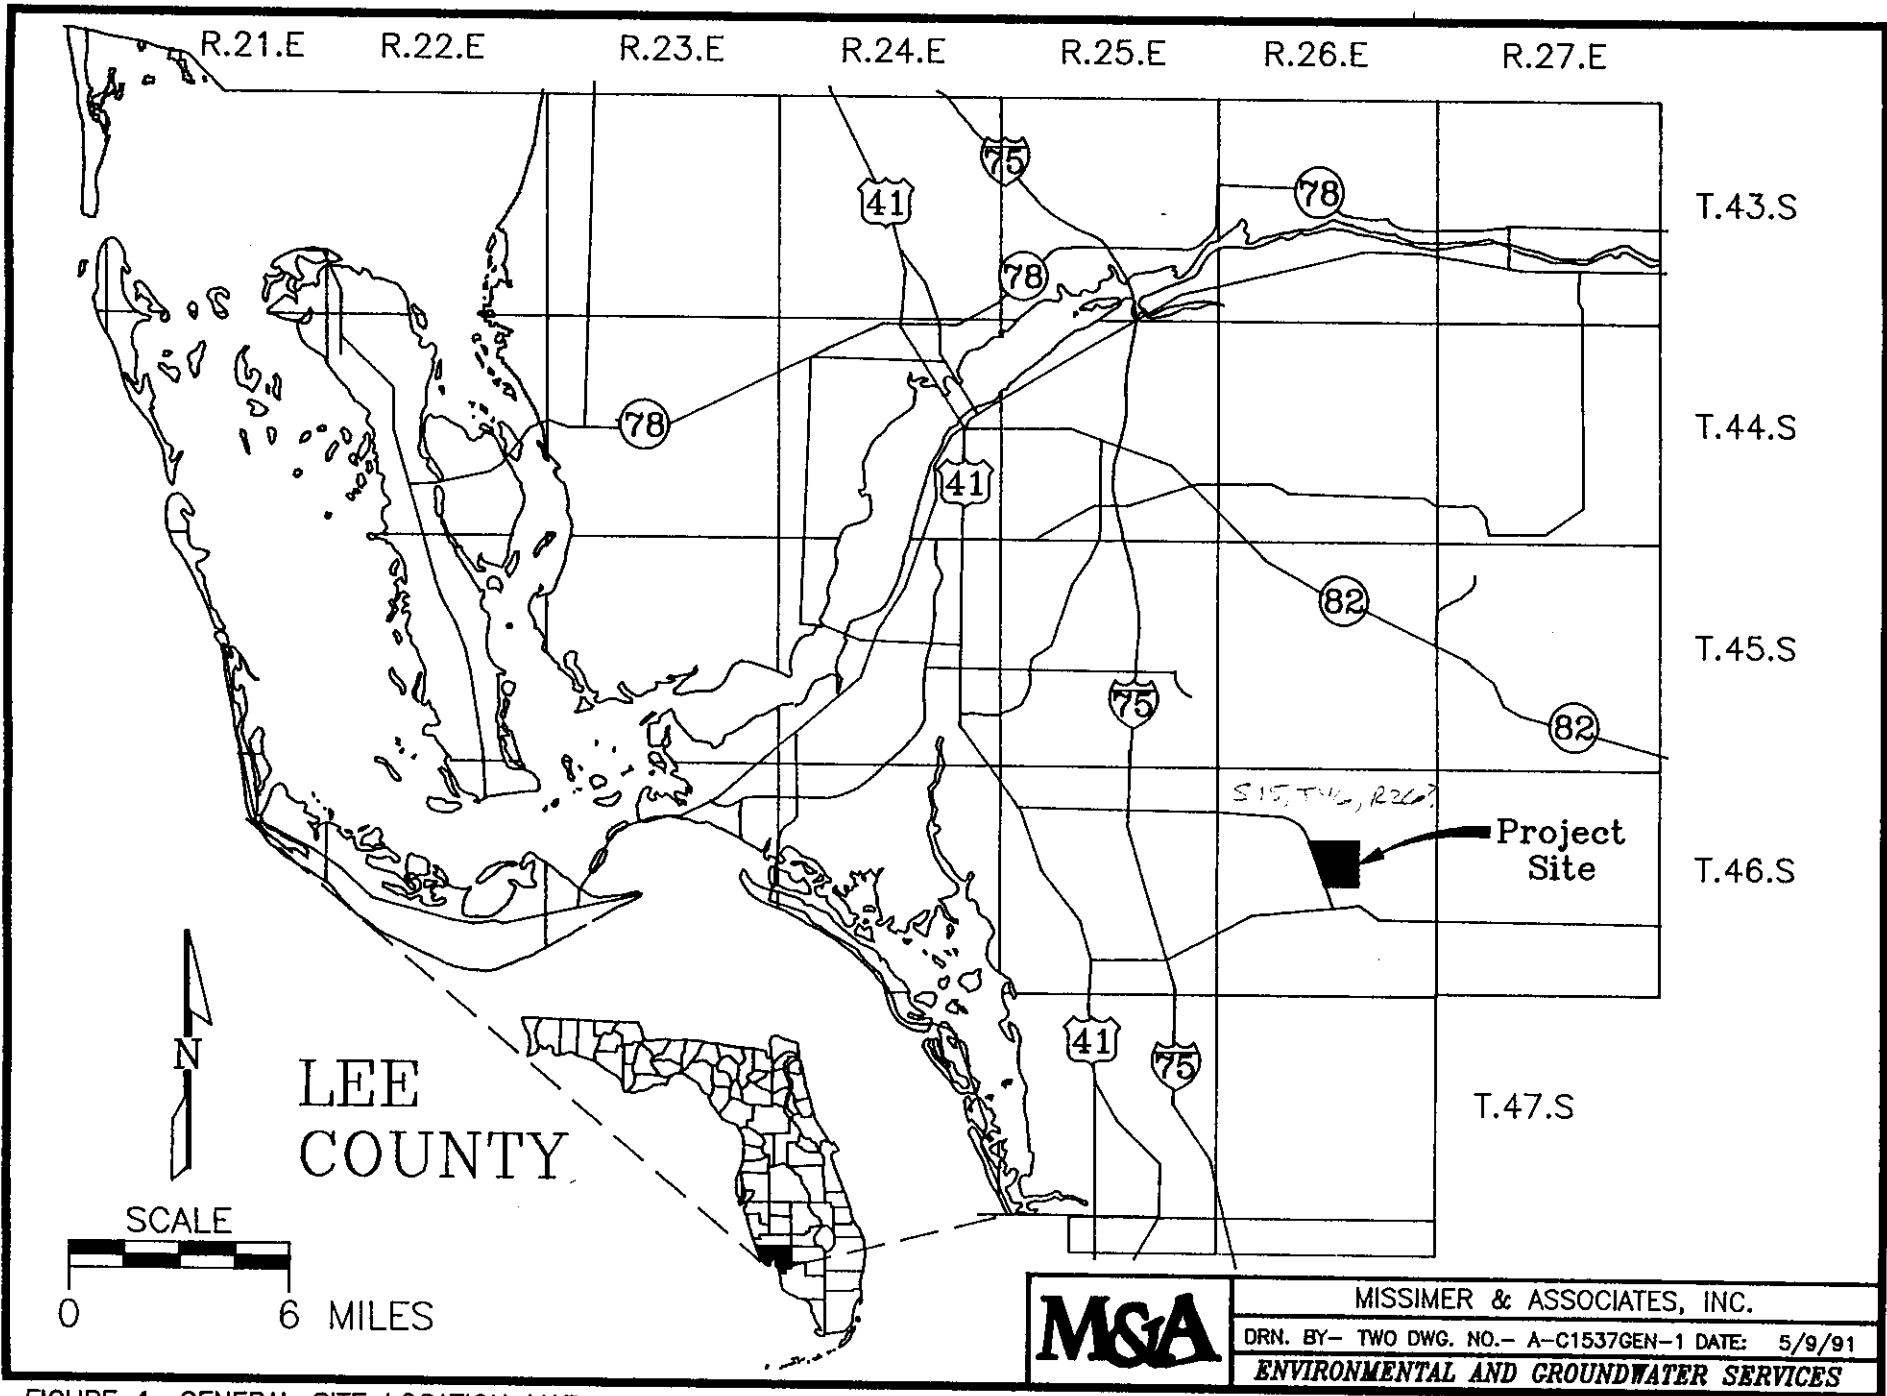 R.21.E R.22.E R.23.E R.24.E R.25.E R.26.E R.27.E
75
78
41
T.43.S
78
78
T.44.S
41
82
T.45.S
75
82
S15, T46, R26?
Project
Site
T.46.S
N
41
75
LEE
COUNTY
T.47.S
SCALE
0 6 MILES
M&A
MISSIMER & ASSOCIATES, INC.
DRN. BY- TWO DWG. NO.- A-C1537GEN-1 DATE: 5/9/91
ENVIRONMENTAL AND GROUNDWATER SERVICES